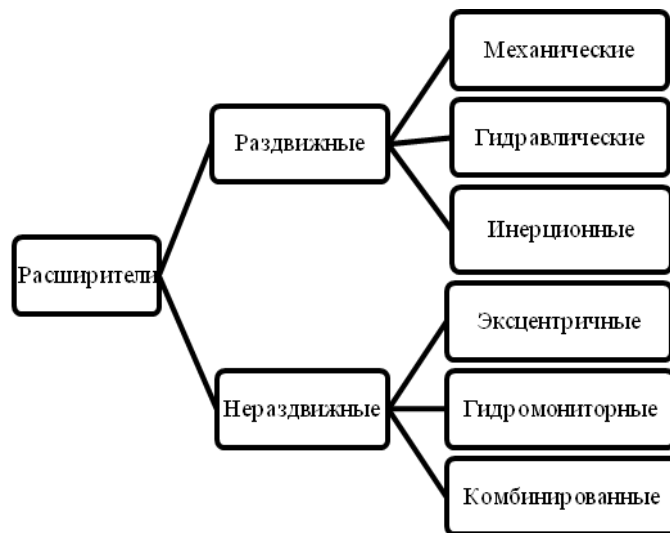 Расширители
Раздвижные
Механические
Гидравлические
Инерционные
Нераздвижные
Эксцентричные
Гидромониторные
Комбинированные